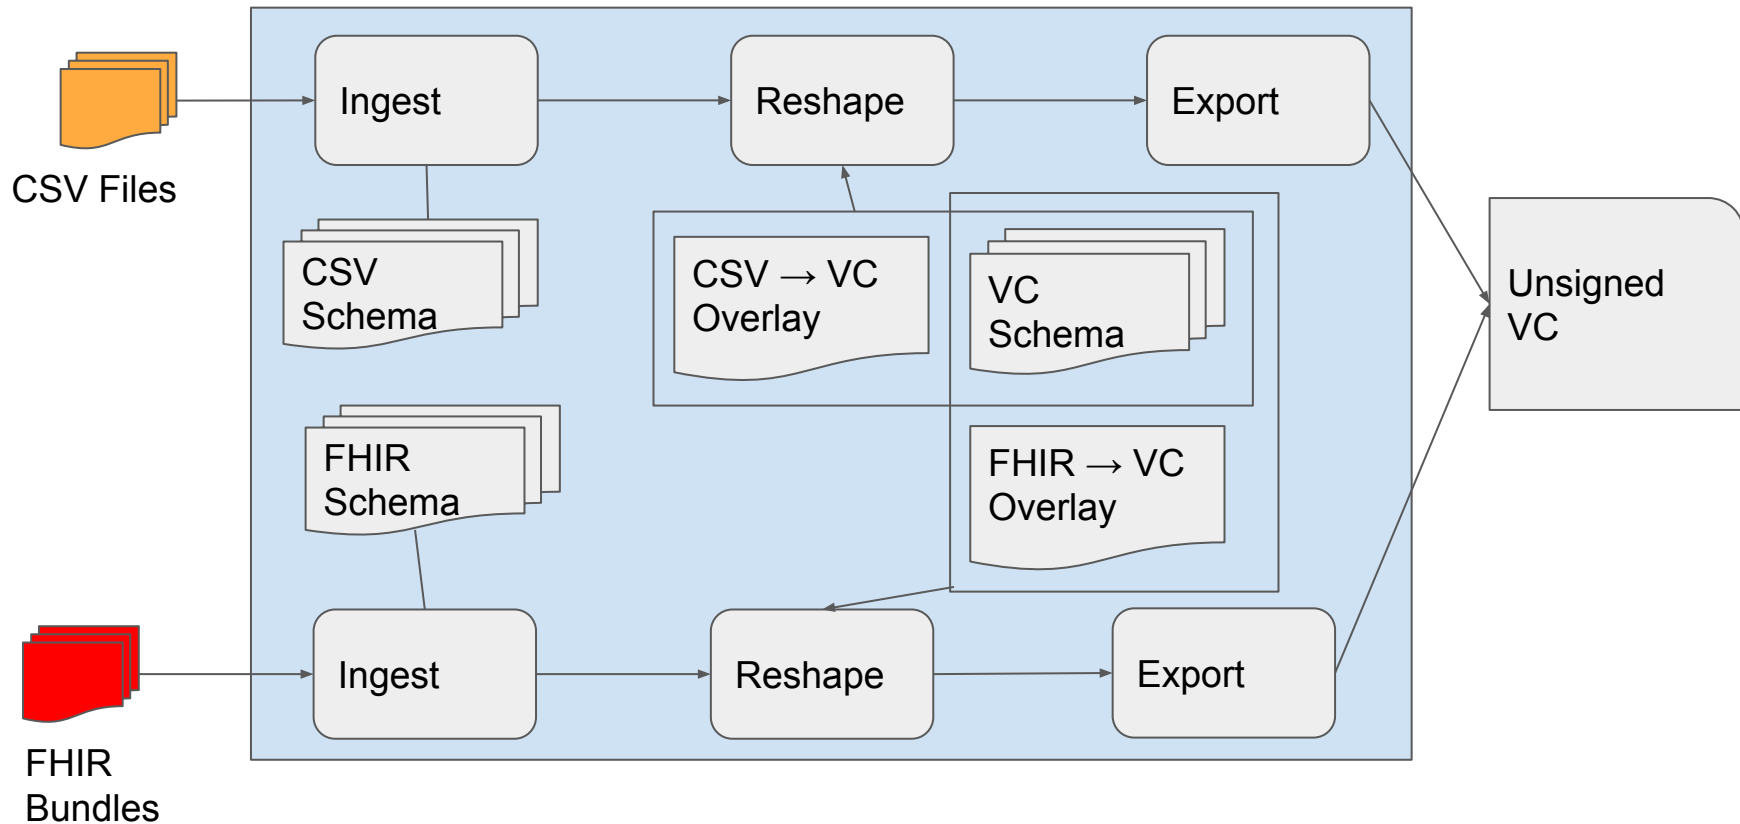 Ingest
Reshape
Export
CSV Files
CSV
Schema
CSV → VC
Overlay
VC
Schema
Unsigned
VC
FHIR
Schema
FHIR → VC
Overlay
Ingest
Reshape
Export
FHIR
Bundles